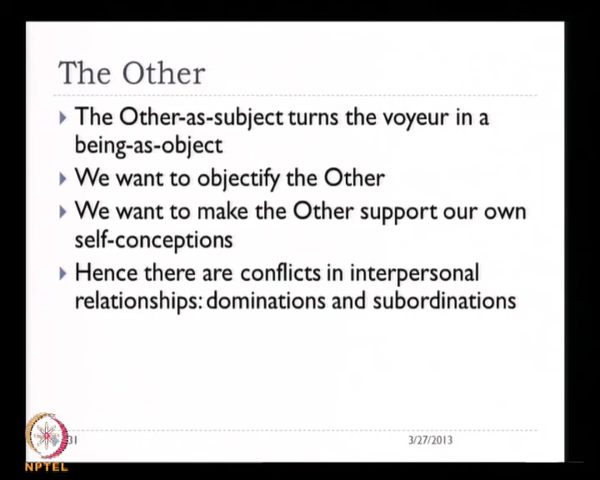 The Other
The Other-as-subject turns the voyeur in a
being-as-object
We want to objectify the Other
We want to make the Other support our own
self-conceptions
Hence there are conflicts in interpersonal
relationships: dominations and subordinations
31
3/27/2013
NPTEL